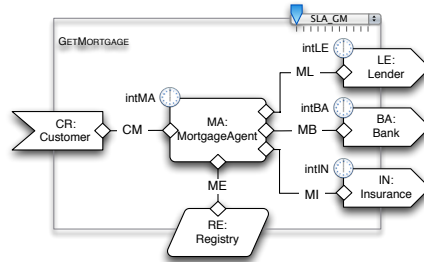 SLA_GM
GETMORTGAGE
intLE
LE:
Lender
ML
intMA
intBA
CR:
Customer
CM
MA:
MortgageAgent
MB
BA:
Bank
intIN
ME
MI
IN:
Insurance
RE:
Registry